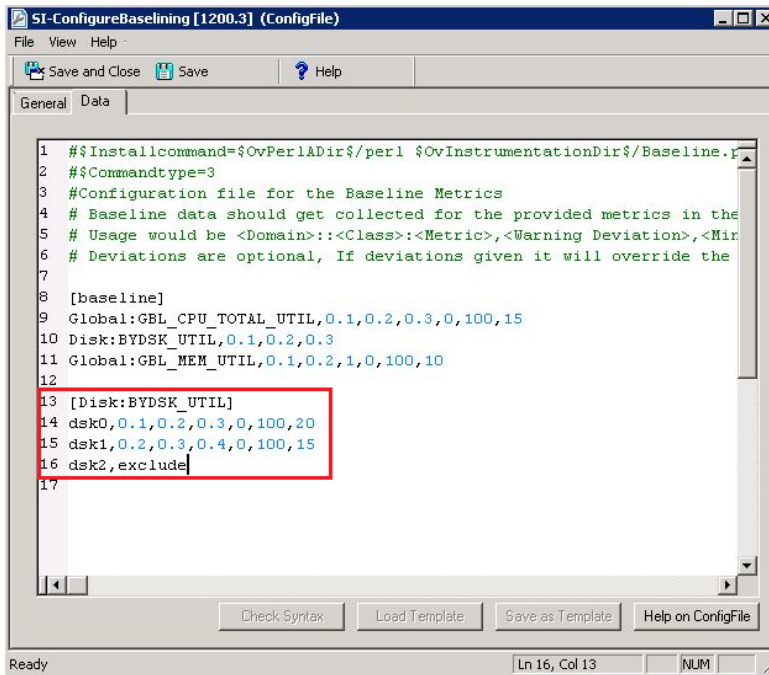 SI-ConfigureBaselining [1200.3] (ConfigFile)
File View Help
Save and Close Save Help
General Data
1 #$Installcommand=$OvPerlADir$/perl $OvInstrumentationDir$/Baseline.p
2 #$Commandtype=3
3 #Configuration file for the Baseline Metrics
4 # Baseline data should get collected for the provided metrics in the
5 # Usage would be <Domain>::<Class>:<Metric>,<Warning Deviation>,<Min
6 # Deviations are optional, If deviations given it will override the
7
8 [baseline]
9 Global:GBL_CPU_TOTAL_UTIL,0.1,0.2,0.3,0,100,15
10 Disk:BYDSK_UTIL,0.1,0.2,0.3
11 Global:GBL_MEM_UTIL,0.1,0.2,1,0,100,10
12
13 [Disk:BYDSK_UTIL]
14 dsk0,0.1,0.2,0.3,0,100,20
15 dsk1,0.2,0.3,0.4,0,100,15
16 dsk2,exclude
17
Check Syntax Load Template Save as Template Help on ConfigFile
Ready Ln 16, Col 13 NUM